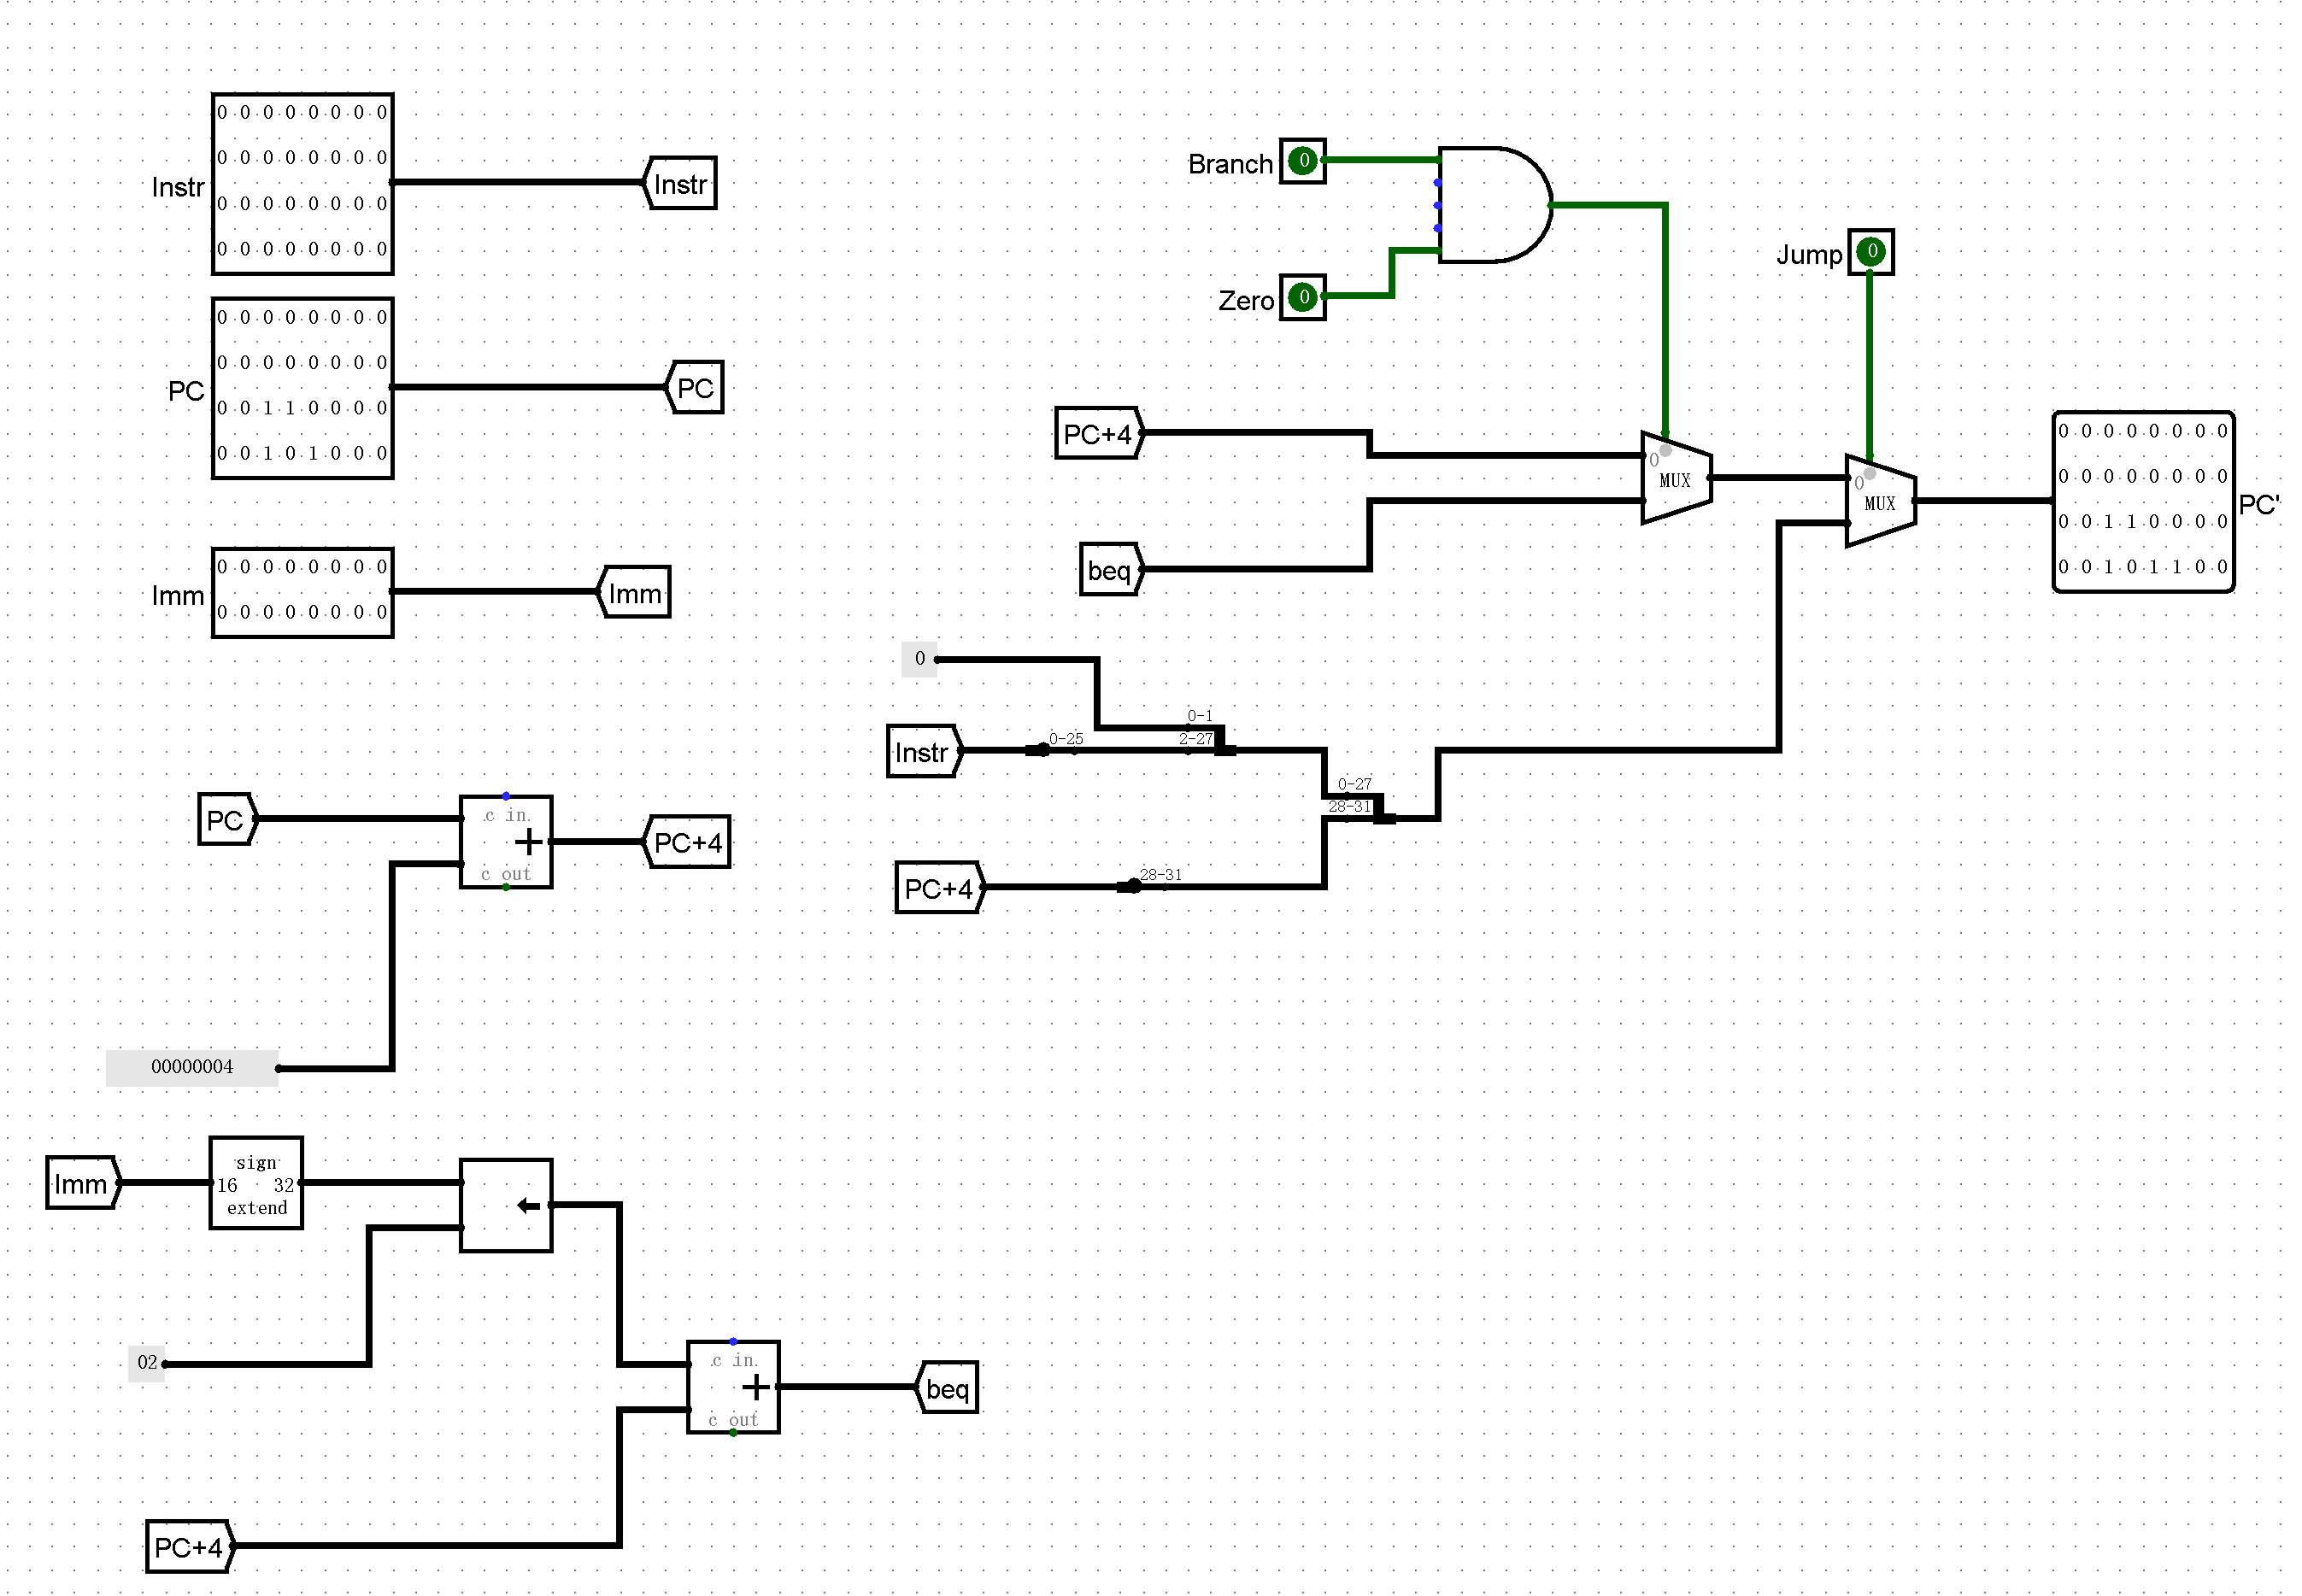 Instr
0 0 0 0 0 0 0 0
0 0 0 0 0 0 0 0
0 0 0 0 0 0 0 0
0 0 0 0 0 0 0 0
Instr
PC
0 0 0 0 0 0 0 0
0 0 0 0 0 0 0 0
0 0 1 1 0 0 0 0
0 0 1 0 1 0 0 0
PC
Imm
0 0 0 0 0 0 0 0
0 0 0 0 0 0 0 0
Imm
PC
c in
+
c out
PC+4
00000004
Imm
sign
16 32
extend
02
c in
+
c out
beq
PC+4
Branch 0
Zero 0
Jump 0
PC+4
beq
0
MUX
0
MUX
0 0 0 0 0 0 0 0
0 0 0 0 0 0 0 0
0 0 1 1 0 0 0 0
0 0 1 0 1 1 0 0
PC'
0
0-1
Instr
0-25
2-27
0-27
28-31
PC+4
28-31